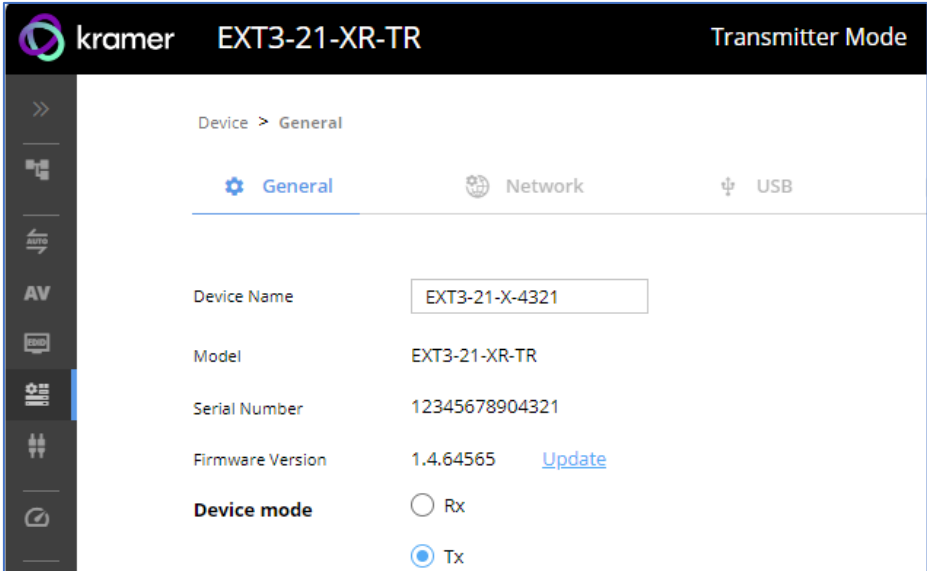 kramer EXT3-21-XR-TR Transmitter Mode
Device > General
General Network USB
AUTO
AV
Device Name EXT3-21-X-4321
EDID
Model EXT3-21-XR-TR
Serial Number 12345678904321
Firmware Version 1.4.64565 Update
Device mode Rx
Tx